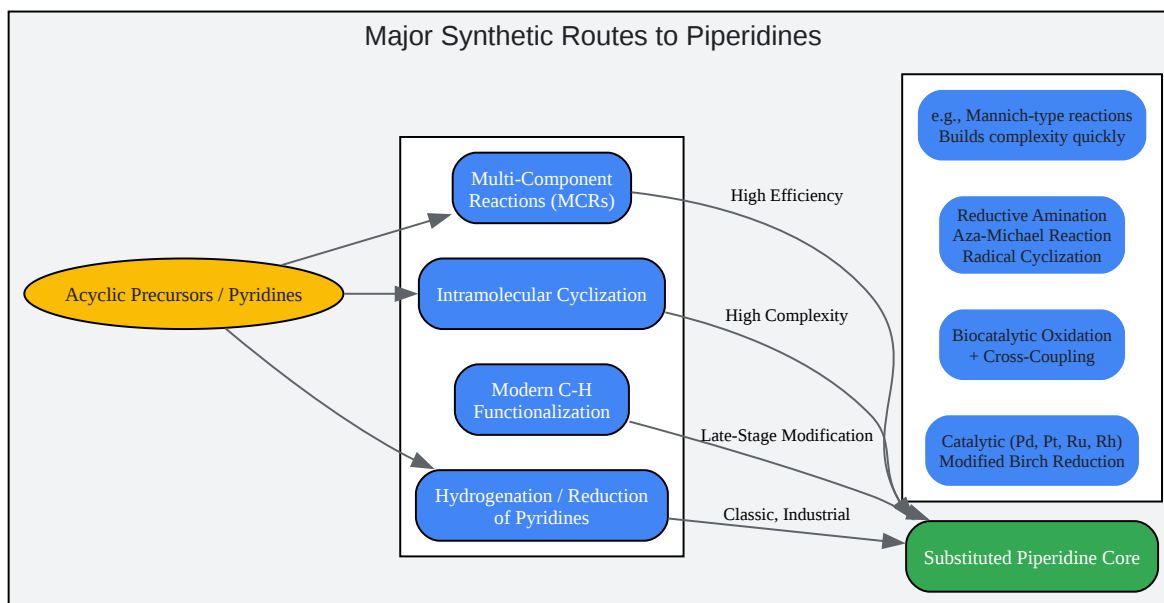 Major Synthetic Routes to Piperidines
Acyclic Precursors / Pyridines
Multi-Component
Reactions (MCRs)
Intramolecular Cyclization
Modern C-H
Functionalization
Hydrogenation / Reduction
of Pyridines
High Efficiency
High Complexity
Late-Stage Modification
Classic, Industrial
e.g., Mannich-type reactions
Builds complexity quickly
Reductive Amination
Aza-Michael Reaction
Radical Cyclization
Biocatalytic Oxidation
+ Cross-Coupling
Catalytic (Pd, Pt, Ru, Rh)
Modified Birch Reduction
Substituted Piperidine Core